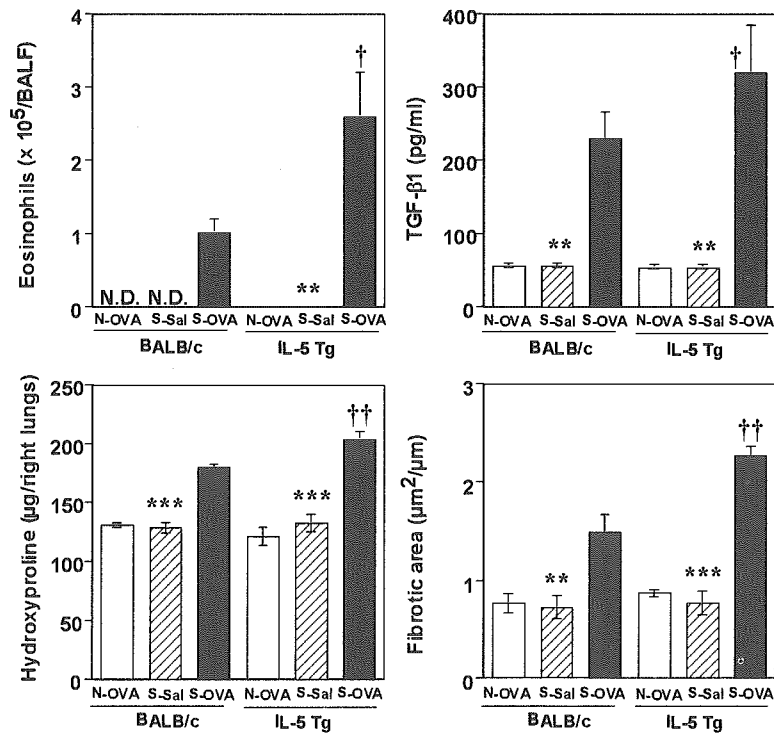 Eosinophils (x 10⁵/BALF)
4
3
2
1
0
†
N.D. N.D. **
N-OVA S-Sal S-OVA N-OVA S-Sal S-OVA
BALB/c IL-5 Tg
TGF-β1 (pg/ml)
400
300
200
100
0
†
** **
N-OVA S-Sal S-OVA N-OVA S-Sal S-OVA
BALB/c IL-5 Tg
Hydroxyproline (μg/right lungs)
250
200
150
100
50
0
††
*** ***
N-OVA S-Sal S-OVA N-OVA S-Sal S-OVA
BALB/c IL-5 Tg
Fibrotic area (μm²/μm)
3
2
1
0
††
** ***
N-OVA S-Sal S-OVA N-OVA S-Sal S-OVA
BALB/c IL-5 Tg